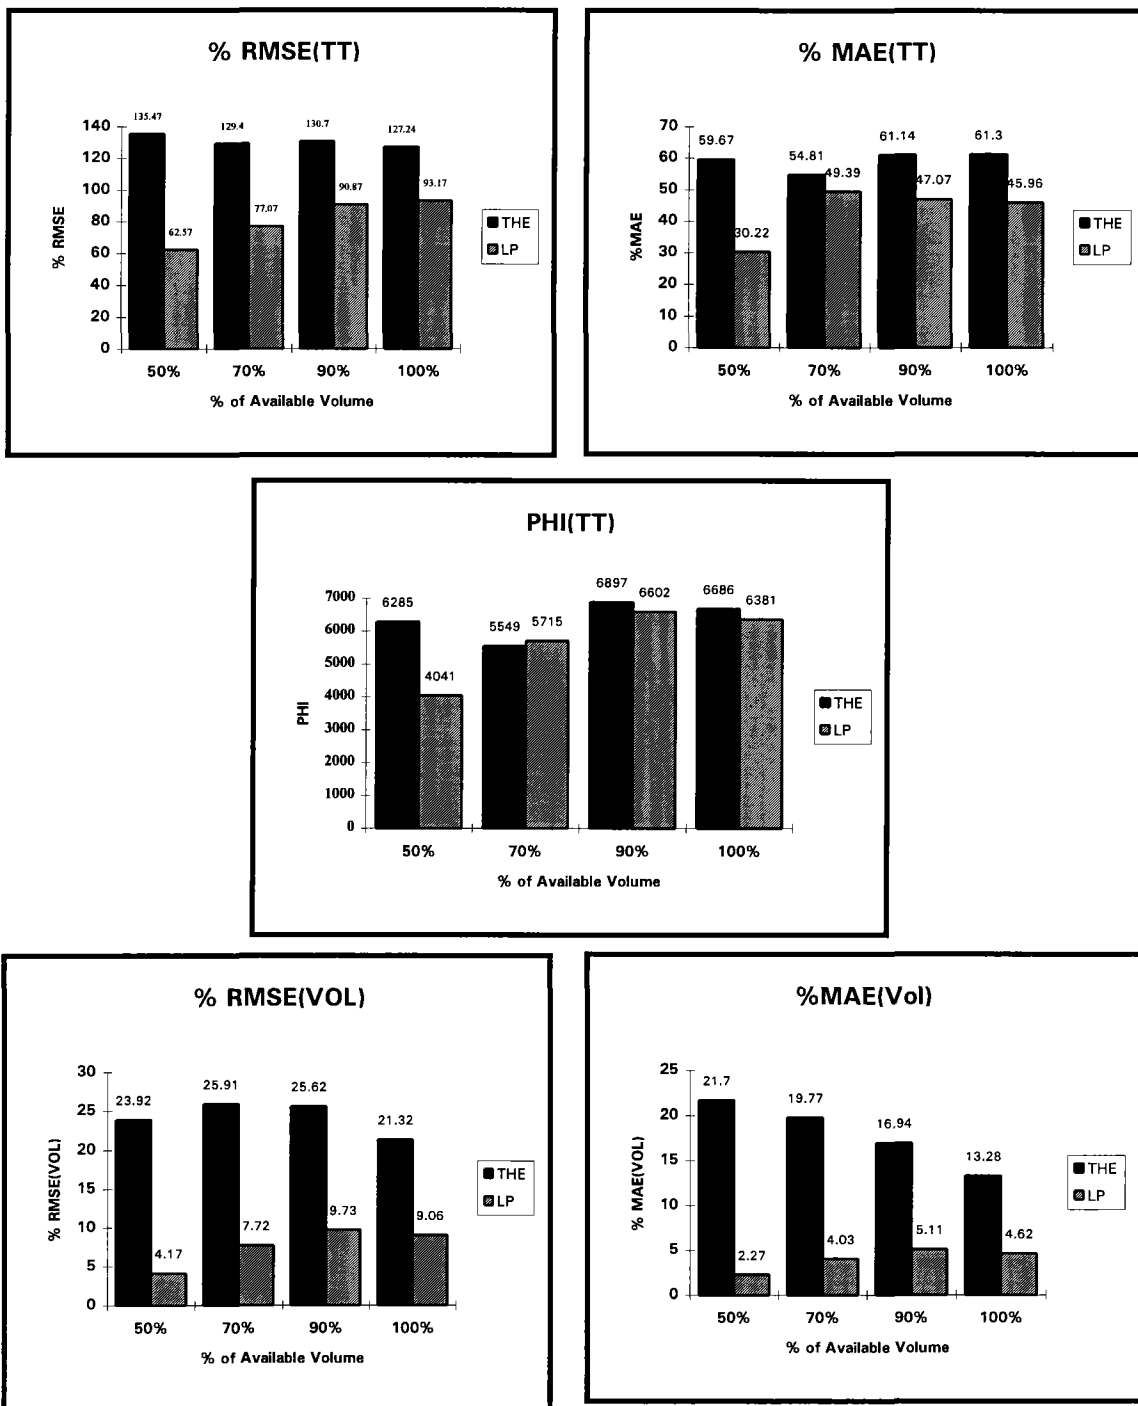 % RMSE(TT)
135.47
129.4
130.7
127.24
140
120
100
80
60
40
20
0
62.57
77.07
90.87
93.17
% RMSE
THE
LP
50% 70% 90% 100%
% of Available Volume
% MAE(TT)
59.67
54.81
61.14
61.3
70
60
50
40
30
20
10
0
30.22
49.39
47.07
45.96
%MAE
THE
LP
50% 70% 90% 100%
% of Available Volume
PHI(TT)
6285
5549
6897
6686
7000
6000
5000
4000
3000
2000
1000
0
4041
5715
6602
6381
PHI
THE
LP
50% 70% 90% 100%
% of Available Volume
% RMSE(VOL)
23.92
25.91
25.62
21.32
30
25
20
15
10
5
0
4.17
7.72
9.73
9.06
% RMSE(VOL)
THE
LP
50% 70% 90% 100%
% of Available Volume
%MAE(Vol)
21.7
19.77
16.94
13.28
25
20
15
10
5
0
2.27
4.03
5.11
4.62
% MAE(VOL)
THE
LP
50% 70% 90% 100%
% of Available Volume